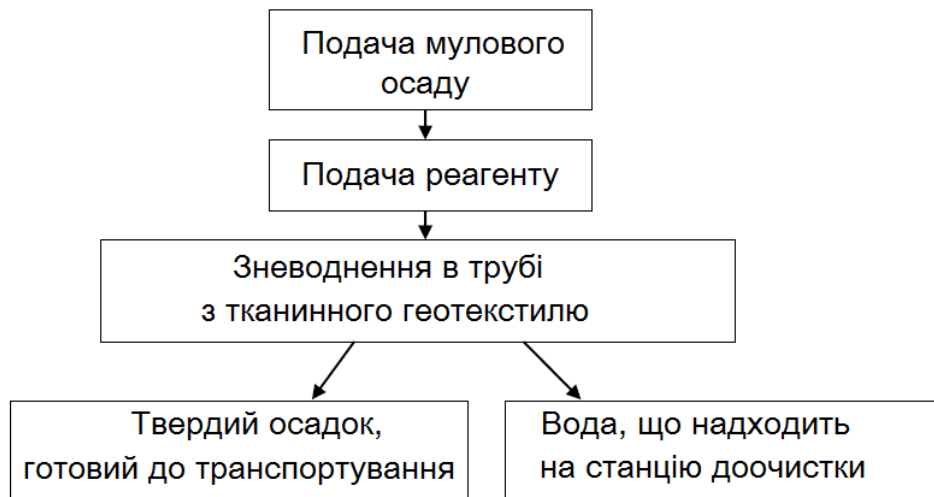 Подача мулового
осаду
Подача реагенту
Зневоднення в трубі
з тканинного геотекстилю
Твердий осадок,
готовий до транспортування
Вода, що надходить
на станцію доочистки